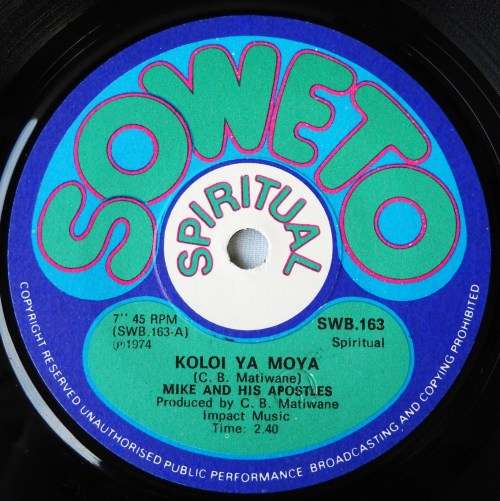 SOWETO
SPIRITUAL
7'' 45 RPM
(SWB.163-A)
℗1974
SWB.163
Spiritual
KOLOI YA MOYA
(C. B. Matiwane)
MIKE AND HIS APOSTLES
Produced by C. B. Matiwane
Impact Music
Time: 2.40
COPYRIGHT RESERVED UNAUTHORISED PUBLIC PERFORMANCE BROADCASTING AND COPYING PROHIBITED